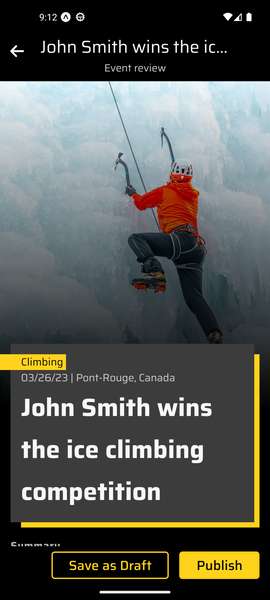 9:12
John Smith wins the ic...
Event review
Climbing
03/26/23 | Pont-Rouge, Canada
John Smith wins
the ice climbing
competition
Summary
Save as Draft
Publish